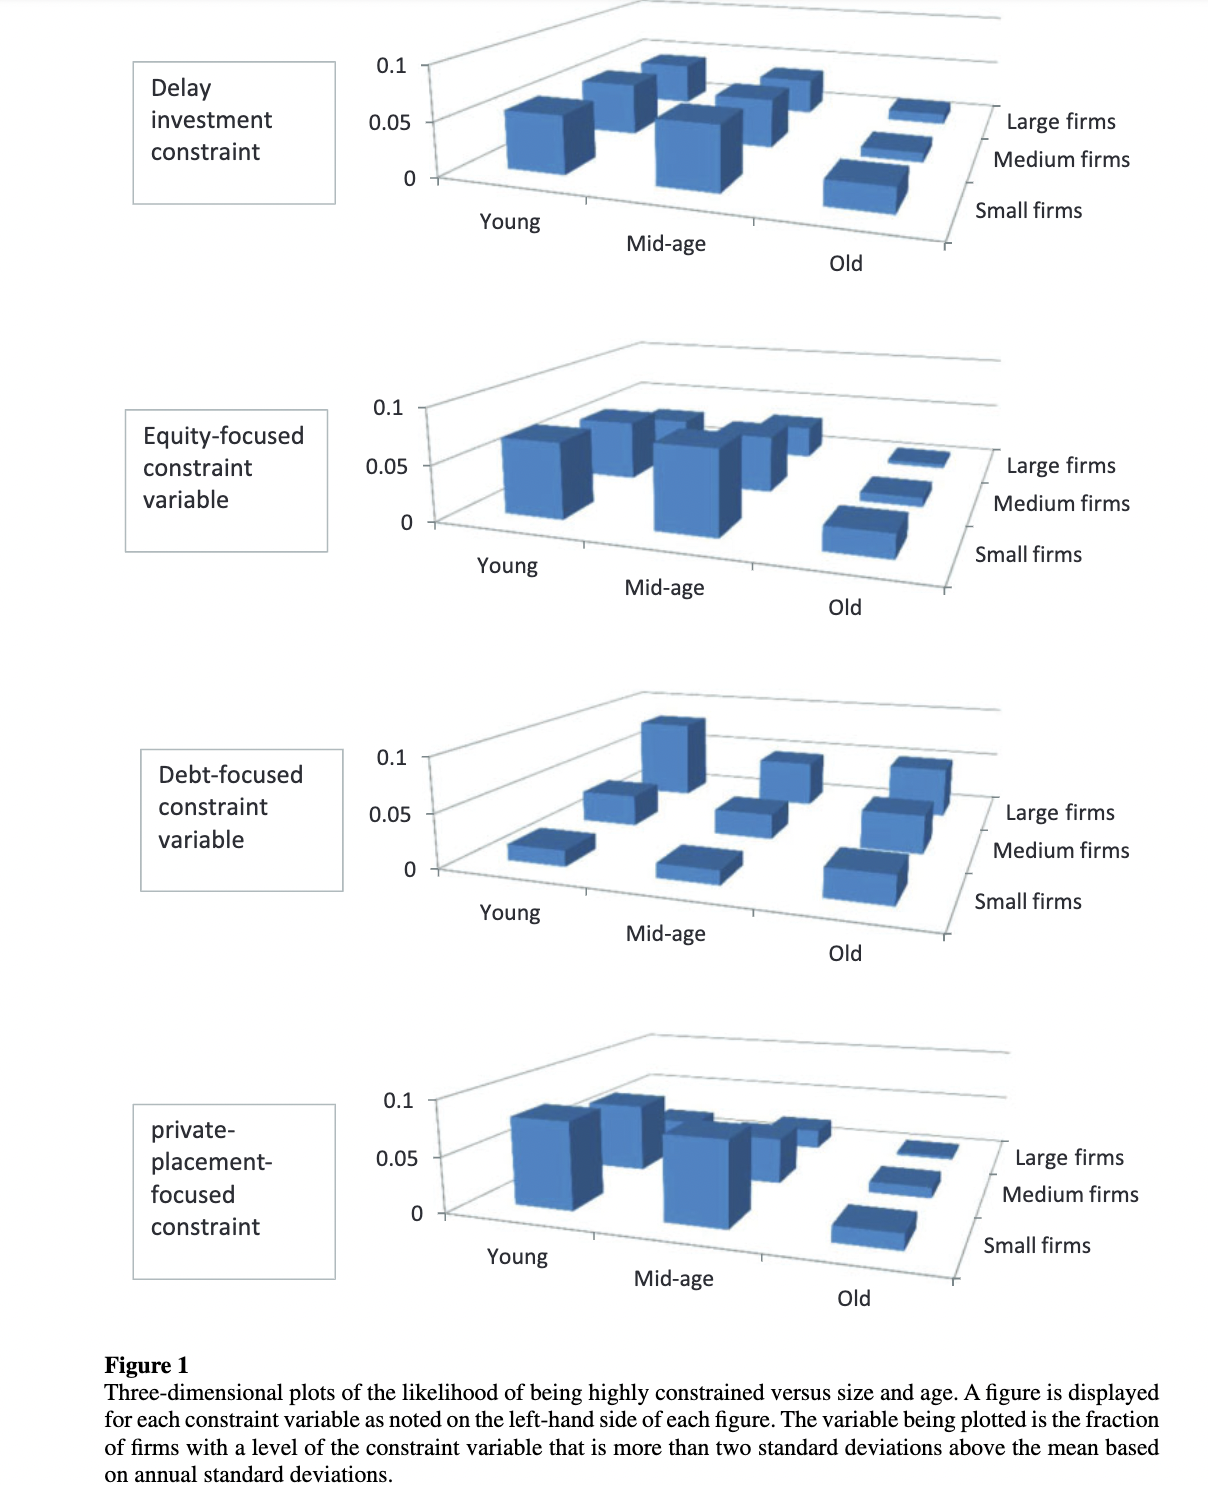 Delay
investment
constraint
0.1
0.05
0
Young
Mid-age
Old
Large firms
Medium firms
Small firms
Equity-focused
constraint
variable
0.1
0.05
0
Young
Mid-age
Old
Large firms
Medium firms
Small firms
Debt-focused
constraint
variable
0.1
0.05
0
Young
Mid-age
Old
Large firms
Medium firms
Small firms
private-
placement-
focused
constraint
0.1
0.05
0
Young
Mid-age
Old
Large firms
Medium firms
Small firms
Figure 1
Three-dimensional plots of the likelihood of being highly constrained versus size and age. A figure is displayed
for each constraint variable as noted on the left-hand side of each figure. The variable being plotted is the fraction
of firms with a level of the constraint variable that is more than two standard deviations above the mean based
on annual standard deviations.